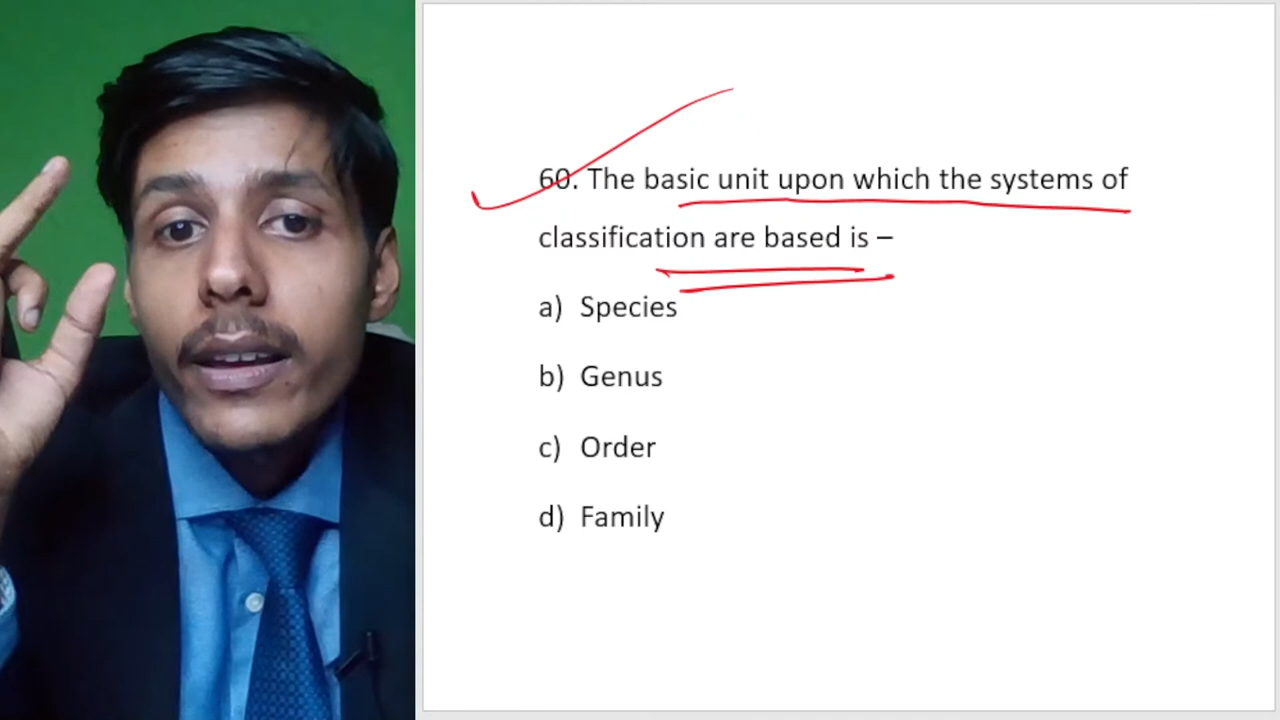 60. The basic unit upon which the systems of
classification are based is –
a) Species
b) Genus
c) Order
d) Family